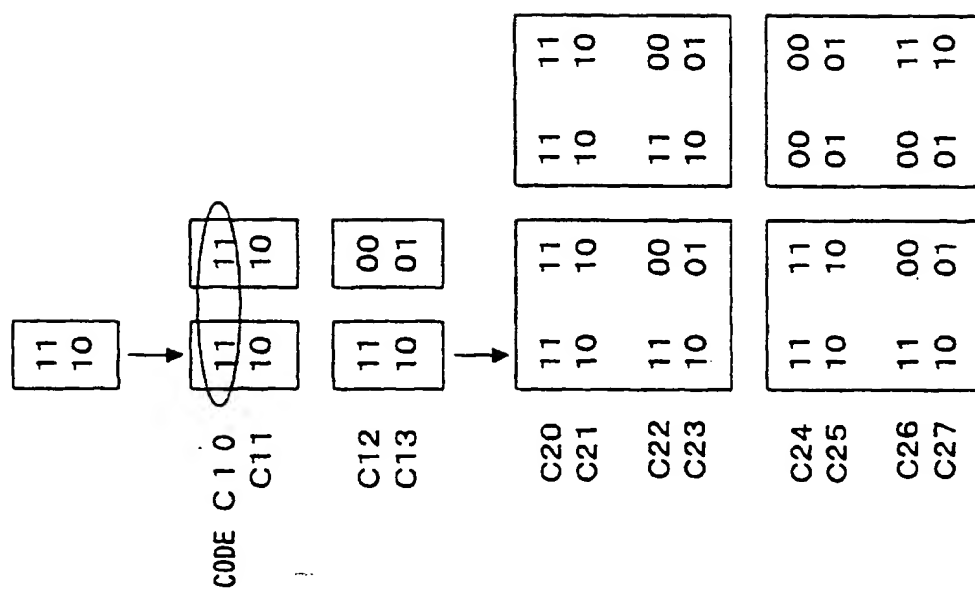 11
10
CODE C10 11 11
C11 10 10
C12 11 00
C13 10 01
C20 11 11 11 11
C21 10 10 10 10
C22 11 00 11 00
C23 10 01 10 01
C24 11 11 00 00
C25 10 10 01 01
C26 11 00 00 11
C27 10 01 01 10